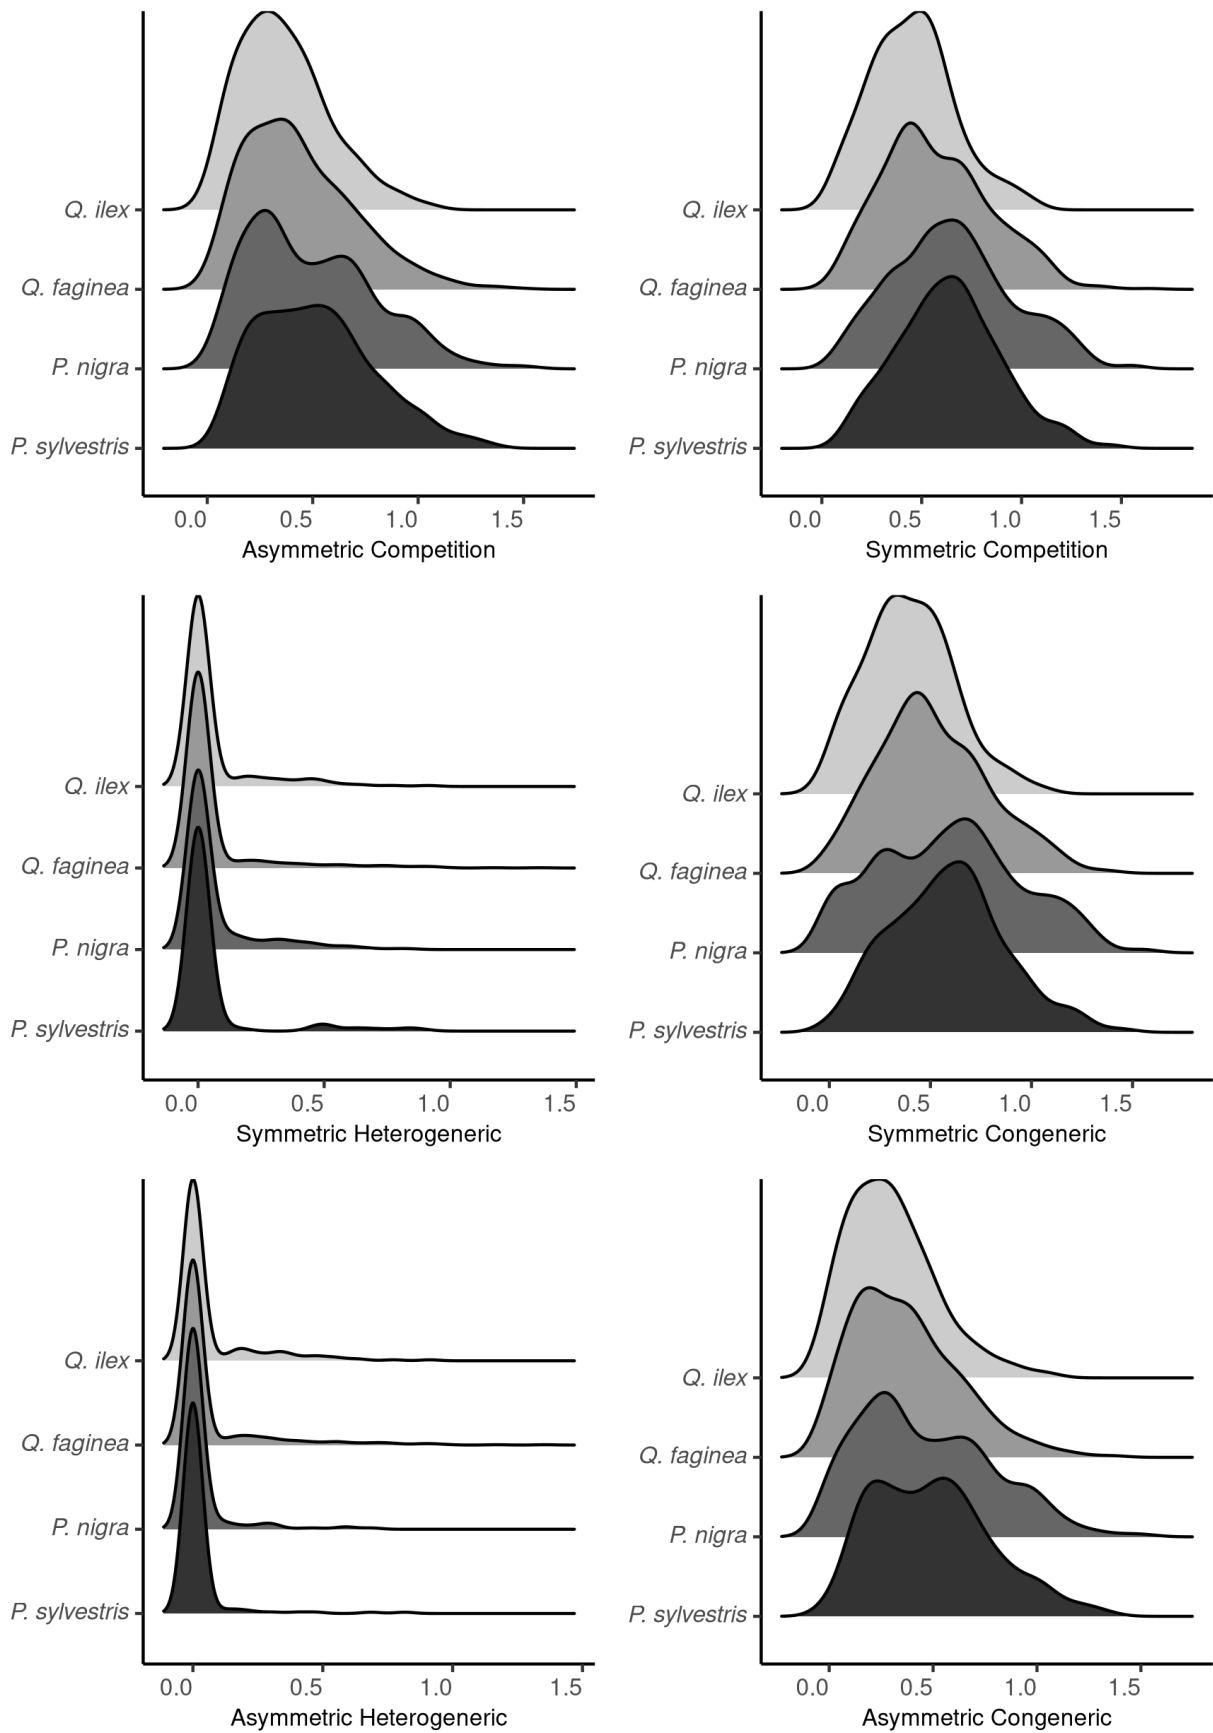 Q. ilex
Q. faginea
P. nigra
P. sylvestris
0.0 0.5 1.0 1.5
Asymmetric Competition
Q. ilex
Q. faginea
P. nigra
P. sylvestris
0.0 0.5 1.0 1.5
Symmetric Competition
Q. ilex
Q. faginea
P. nigra
P. sylvestris
0.0 0.5 1.0 1.5
Symmetric Heterogeneric
Q. ilex
Q. faginea
P. nigra
P. sylvestris
0.0 0.5 1.0 1.5
Symmetric Congeneric
Q. ilex
Q. faginea
P. nigra
P. sylvestris
0.0 0.5 1.0 1.5
Asymmetric Heterogeneric
Q. ilex
Q. faginea
P. nigra
P. sylvestris
0.0 0.5 1.0 1.5
Asymmetric Congeneric